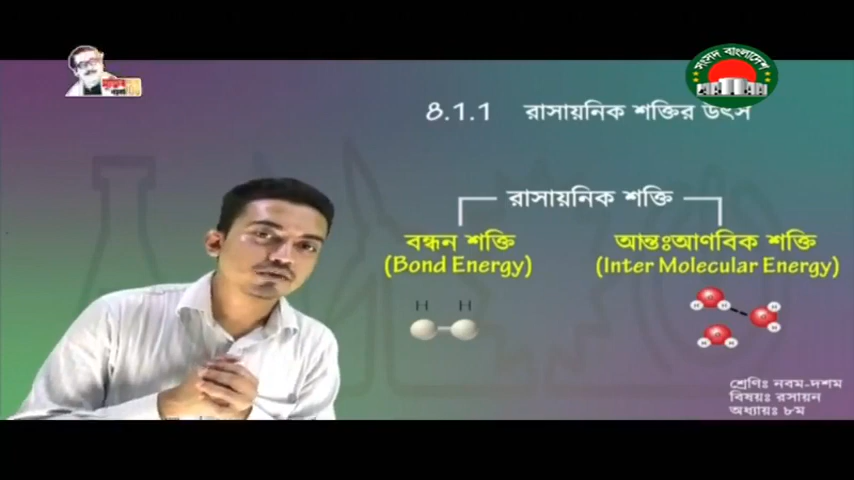 সংসদ বাংলাদেশ
৪.1.1 রাসায়নিক শক্তির উৎস
রাসায়নিক শক্তি
বন্ধন শক্তি
(Bond Energy)
আন্তঃআণবিক শক্তি
(Inter Molecular Energy)
H H
শ্রেণিঃ নবম-দশম
বিষয়ঃ রসায়ন
অধ্যায়ঃ ৮ম